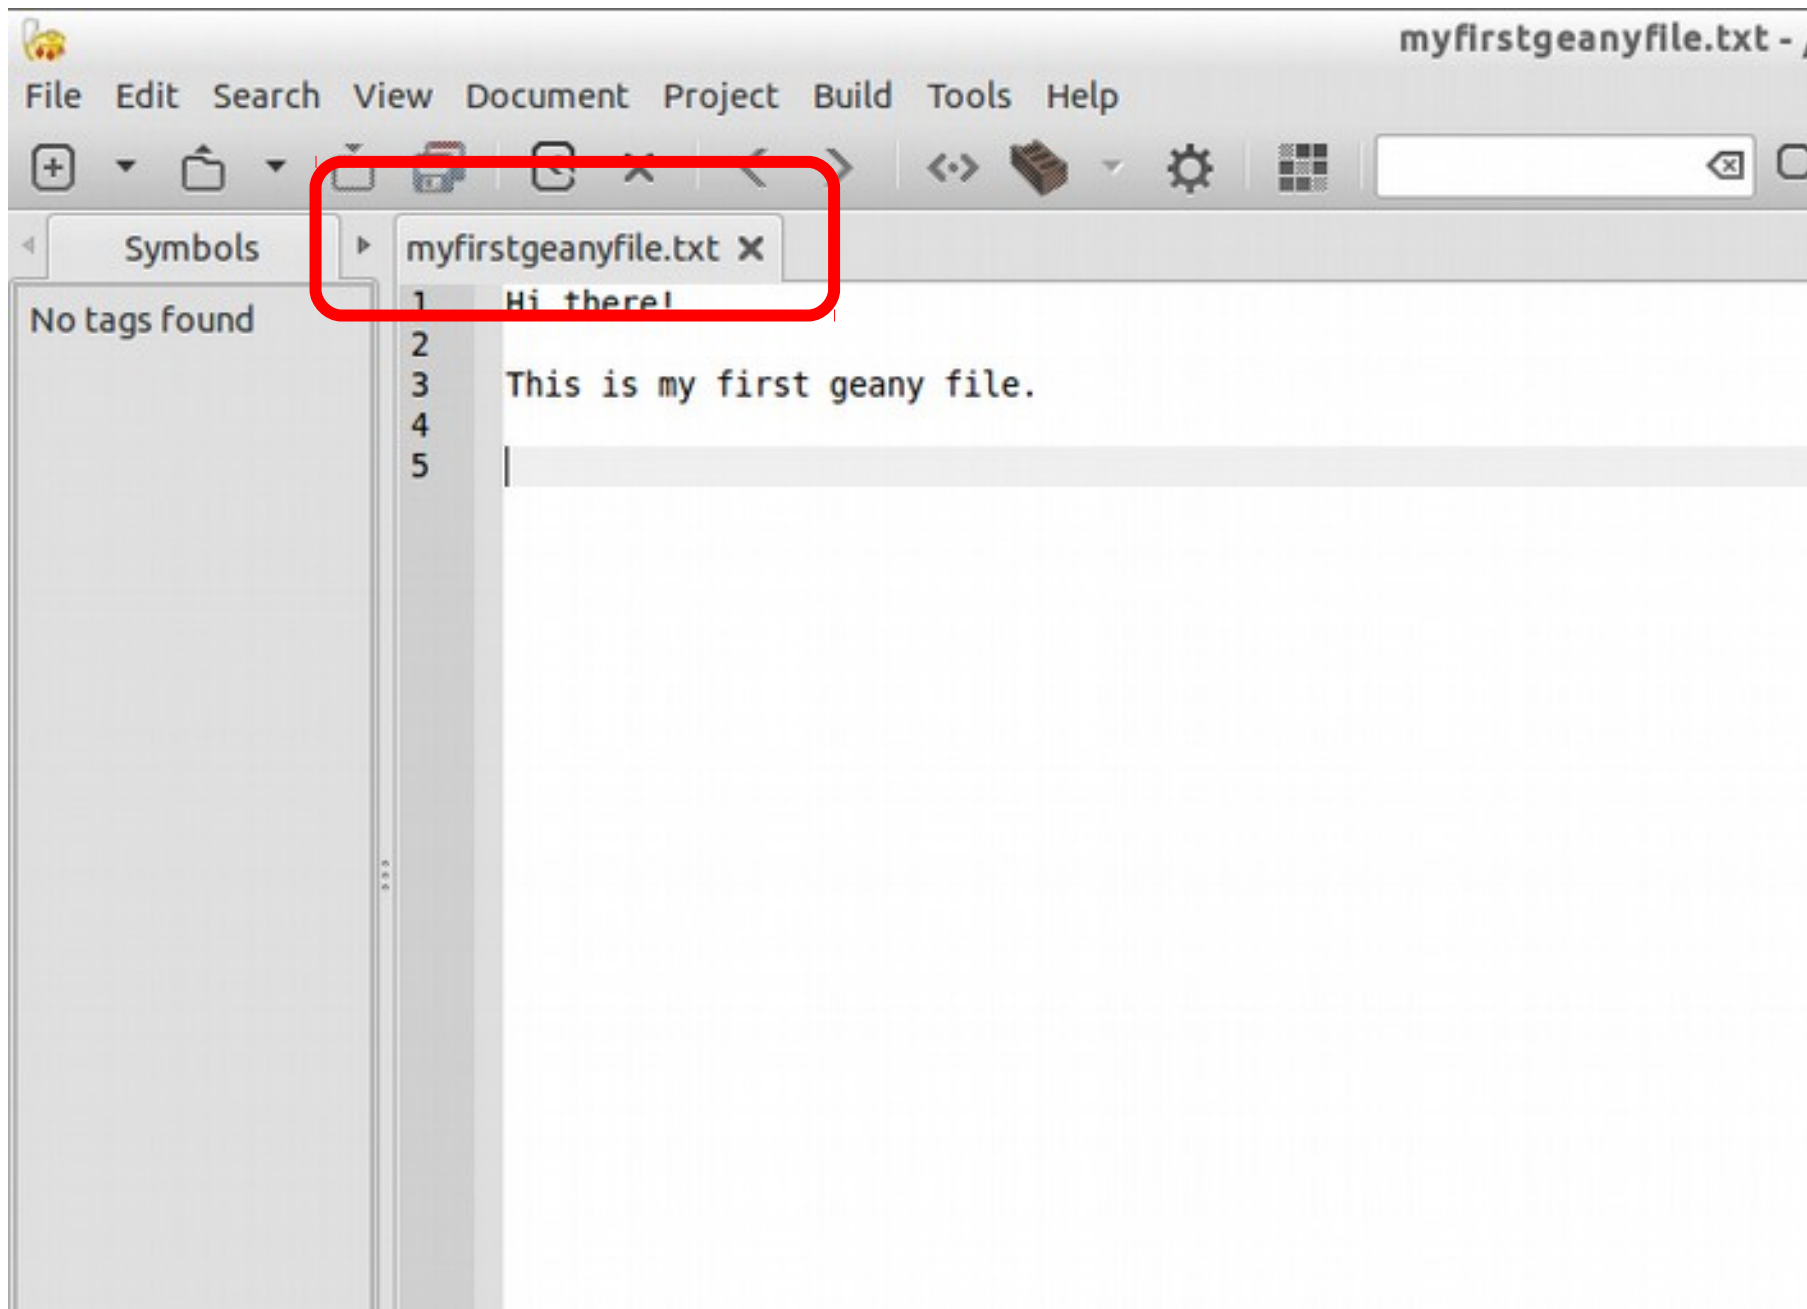 myfirstgeanyfile.txt -
File Edit Search View Document Project Build Tools Help
Symbols
myfirstgeanyfile.txt
No tags found
1 Hi there!
2
3 This is my first geany file.
4
5